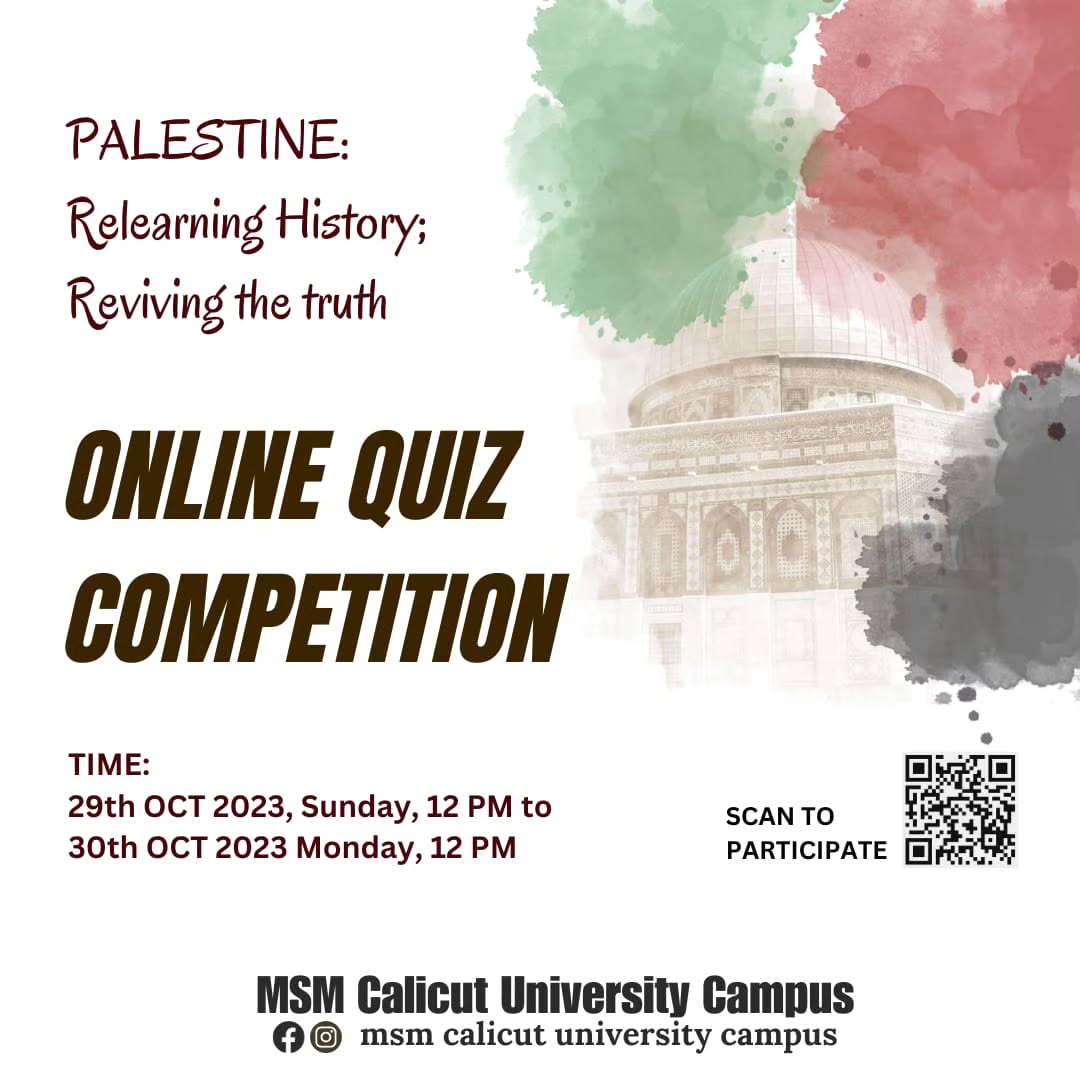 PALESTINE:
Relearning History;
Reviving the truth
ONLINE QUIZ
COMPETITION
TIME:
29th OCT 2023, Sunday, 12 PM to
30th OCT 2023 Monday, 12 PM
SCAN TO
PARTICIPATE
MSM Calicut University Campus
msm calicut university campus